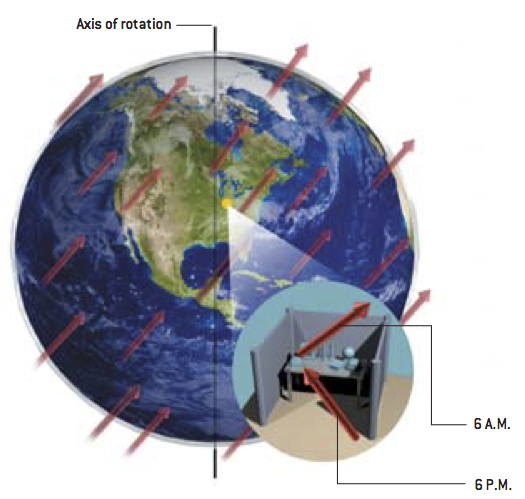 Axis of rotation
6 A.M.
6 P.M.